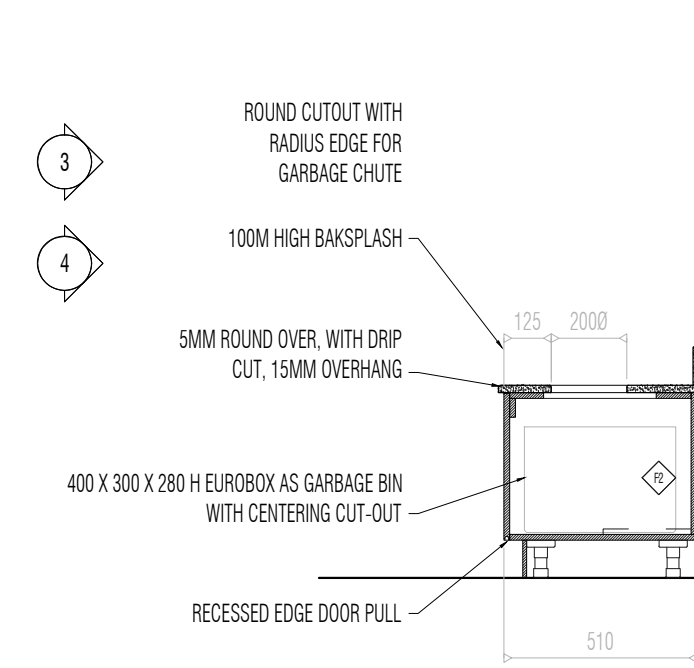 ROUND CUTOUT WITH
RADIUS EDGE FOR
GARBAGE CHUTE
3
100M HIGH BAKSPLASH
4
125 200Ø
5MM ROUND OVER, WITH DRIP
CUT, 15MM OVERHANG
400 X 300 X 280 H EUROBOX AS GARBAGE BIN
WITH CENTERING CUT-OUT
F2
RECESSED EDGE DOOR PULL
510